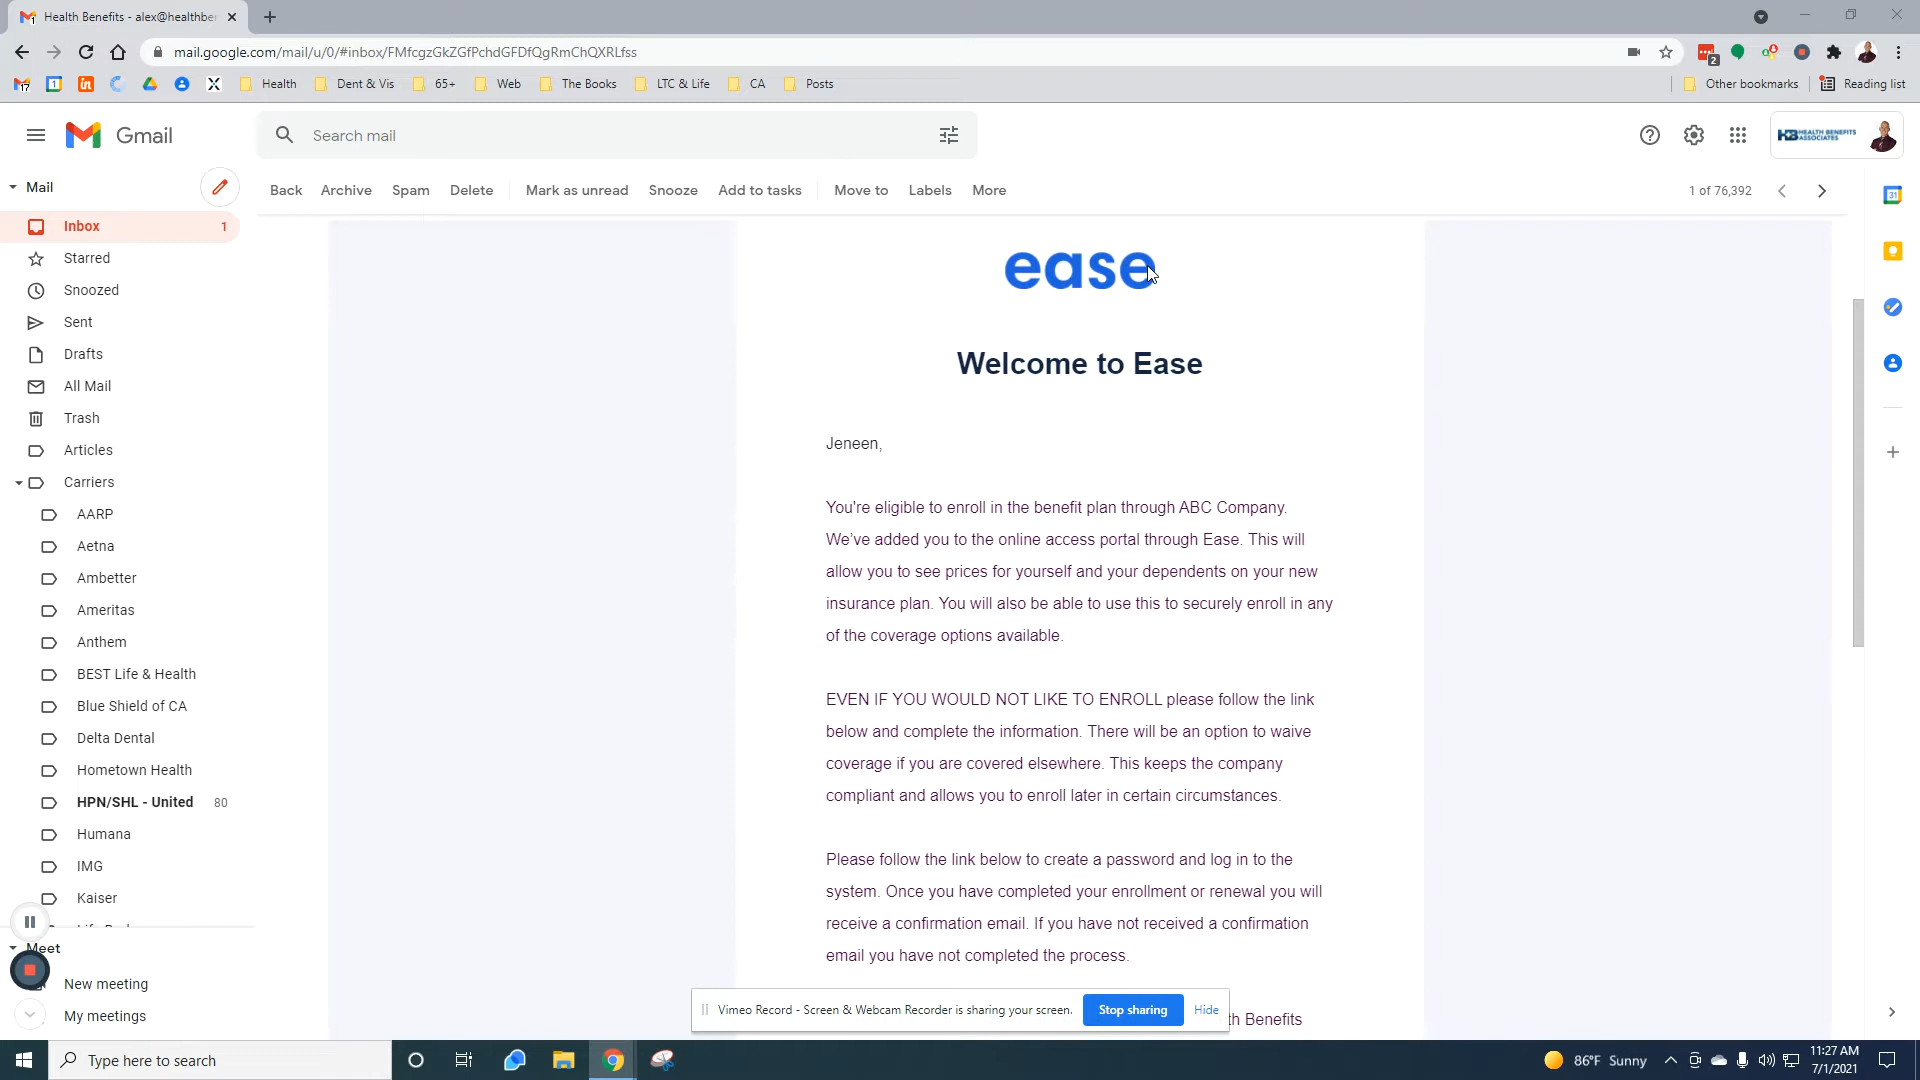 Health Benefits - alex@healthber
mail.google.com/mail/u/0/#inbox/FMfcgzGkZGfPchdGFDfQgRmChQXRLfss
2
17
1
Health
Dent & Vis
65+
Web
The Books
LTC & Life
CA
Posts
Other bookmarks
Reading list
Gmail
Search mail
HB HEALTH BENEFITS
ASSOCIATES
Mail
Back
Archive
Spam
Delete
Mark as unread
Snooze
Add to tasks
Move to
Labels
More
1 of 76,392
31
Inbox
1
Starred
Snoozed
Sent
Drafts
All Mail
Trash
Articles
Carriers
AARP
Aetna
Ambetter
Ameritas
Anthem
BEST Life & Health
Blue Shield of CA
Delta Dental
Hometown Health
HPN/SHL - United 80
Humana
IMG
Kaiser
Meet
New meeting
My meetings
ease
Welcome to Ease
Jeneen,
You're eligible to enroll in the benefit plan through ABC Company.
We've added you to the online access portal through Ease. This will
allow you to see prices for yourself and your dependents on your new
insurance plan. You will also be able to use this to securely enroll in any
of the coverage options available.
EVEN IF YOU WOULD NOT LIKE TO ENROLL please follow the link
below and complete the information. There will be an option to waive
coverage if you are covered elsewhere. This keeps the company
compliant and allows you to enroll later in certain circumstances.
Please follow the link below to create a password and log in to the
system. Once you have completed your enrollment or renewal you will
receive a confirmation email. If you have not received a confirmation
email you have not completed the process.
Vimeo Record - Screen & Webcam Recorder is sharing your screen.
Stop sharing
Hide
th Benefits
Type here to search
86°F Sunny
11:27 AM
7/1/2021